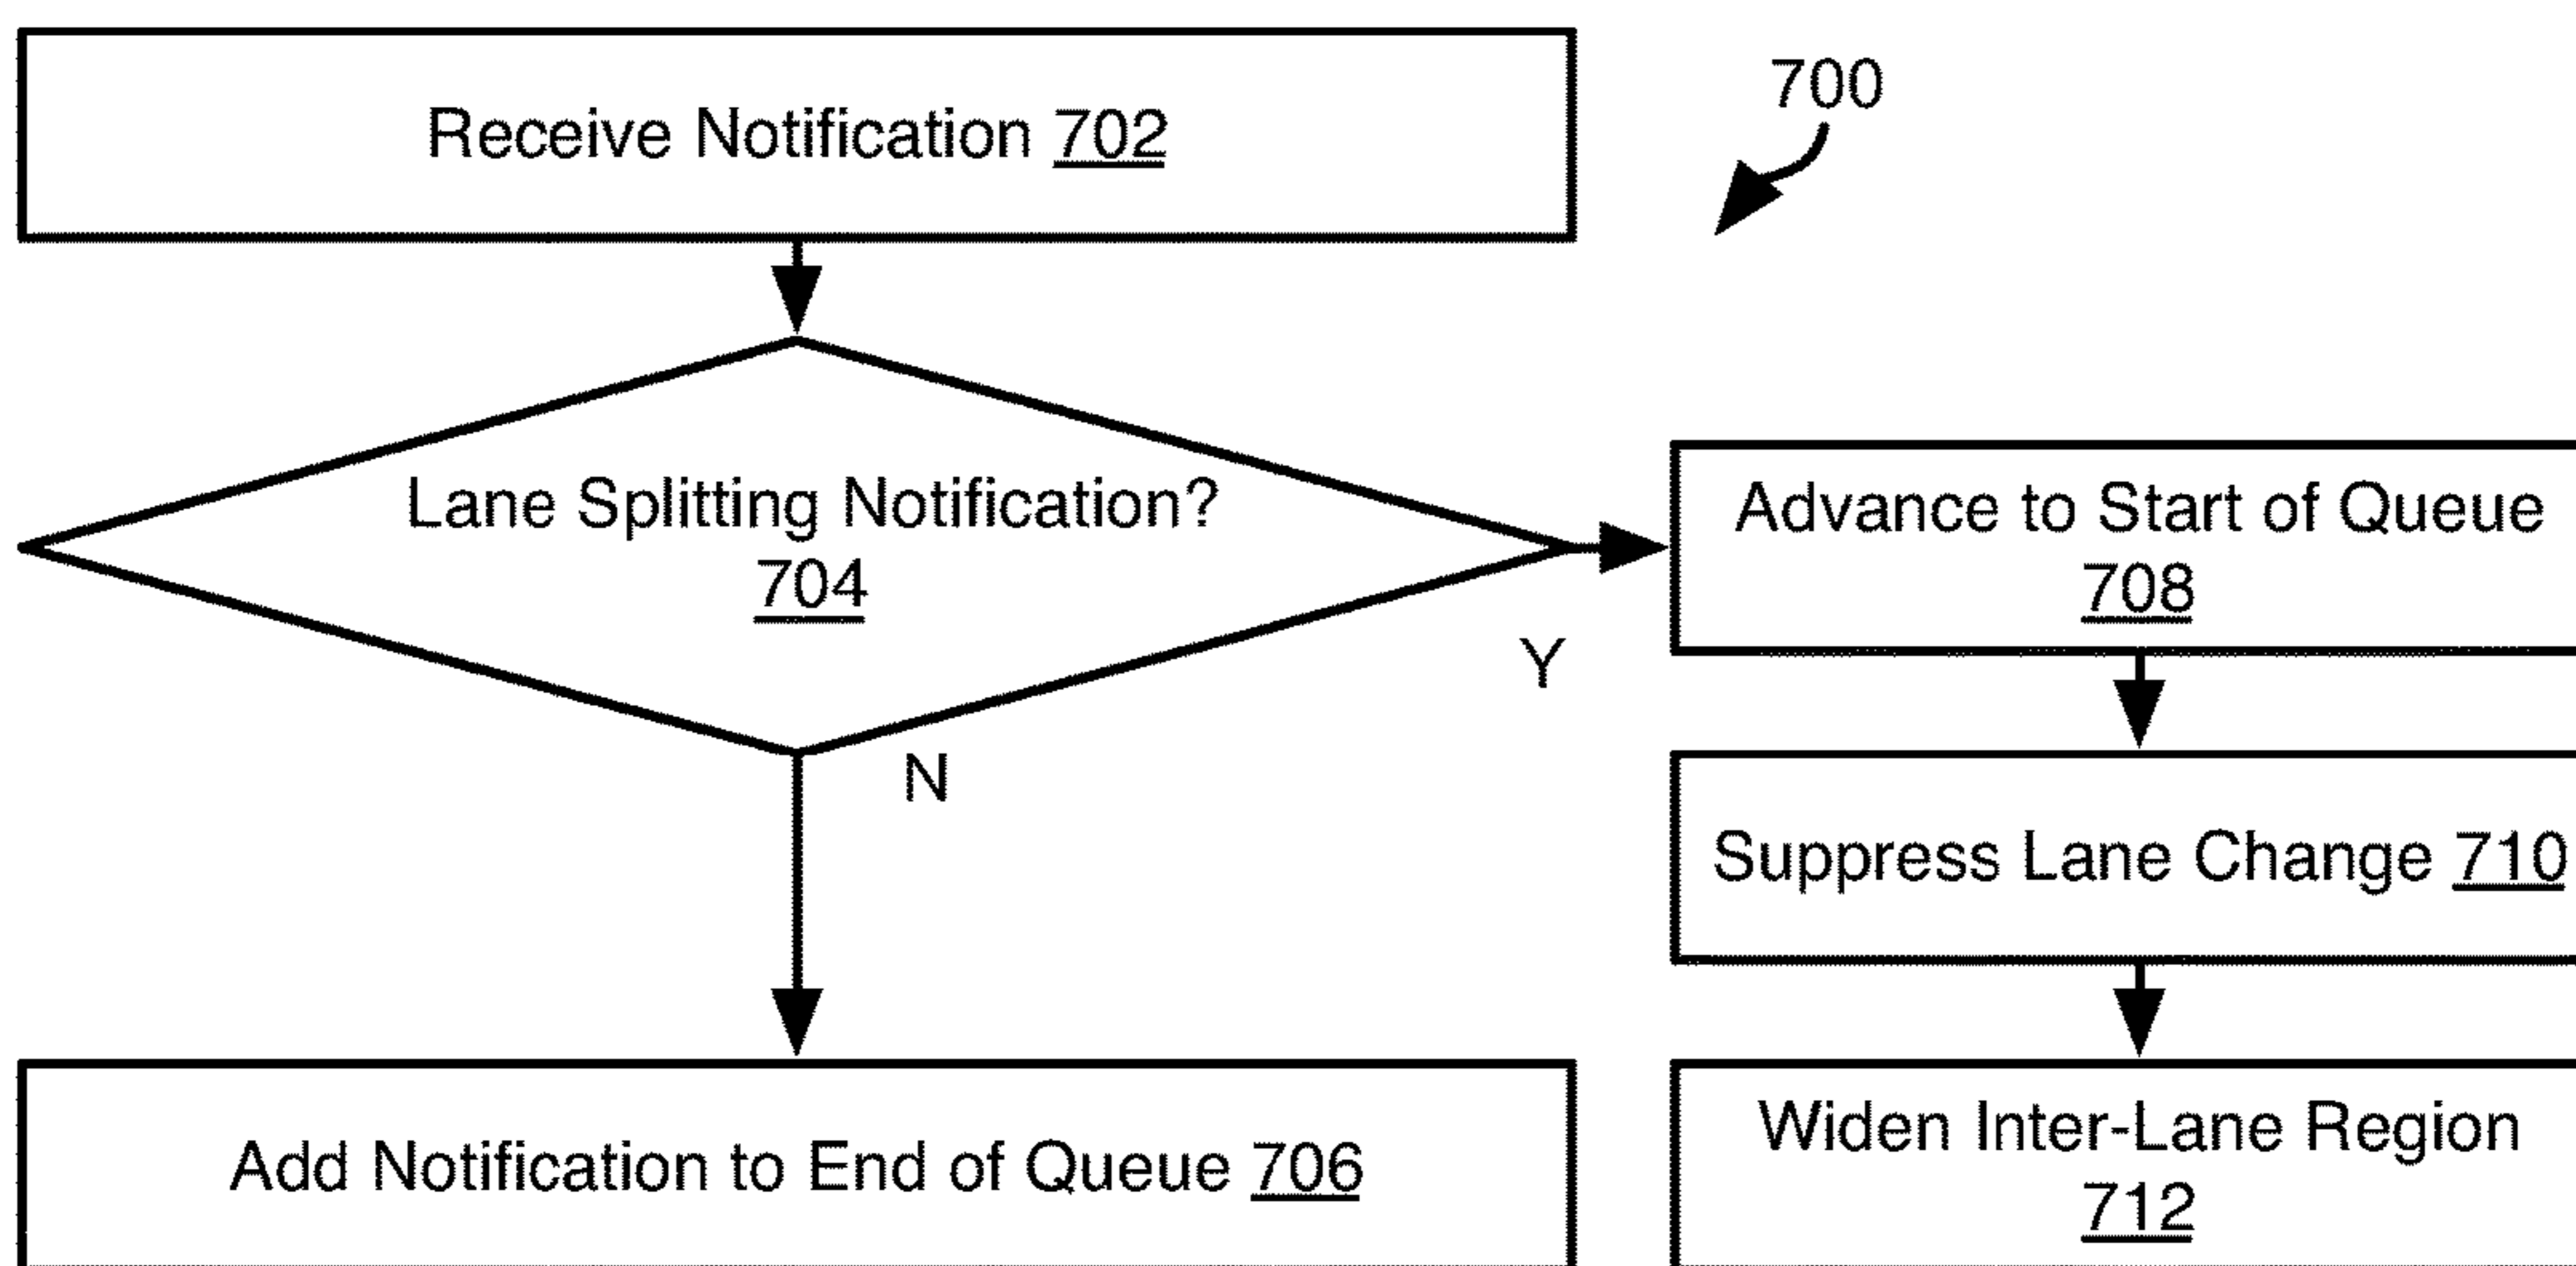 Receive Notification 702
700
Lane Splitting Notification?
704
Y
N
Advance to Start of Queue
708
Suppress Lane Change 710
Add Notification to End of Queue 706
Widen Inter-Lane Region
712